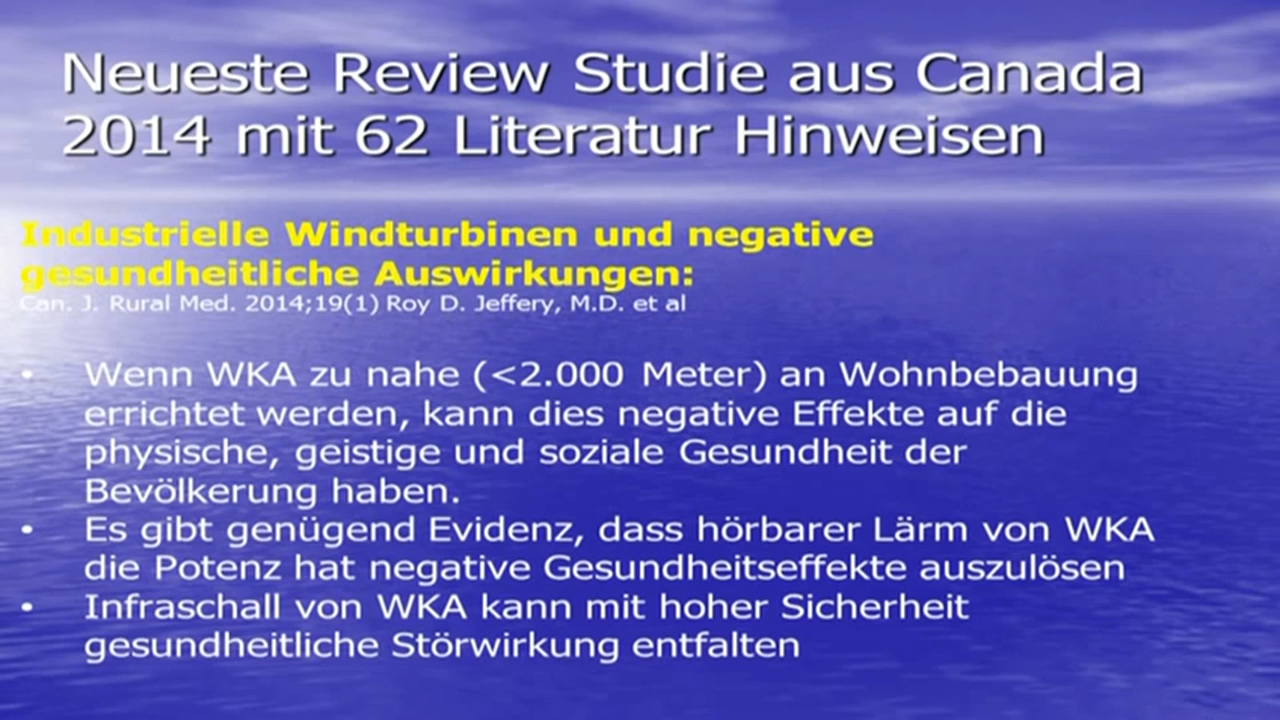 Neueste Review Studie aus Canada
2014 mit 62 Literatur Hinweisen
Industrielle Windturbinen und negative
gesundheitliche Auswirkungen:
Can. J. Rural Med. 2014;19(1) Roy D. Jeffery, M.D. et al
• Wenn WKA zu nahe (<2.000 Meter) an Wohnbebauung
errichtet werden, kann dies negative Effekte auf die
physische, geistige und soziale Gesundheit der
Bevölkerung haben.
• Es gibt genügend Evidenz, dass hörbarer Lärm von WKA
die Potenz hat negative Gesundheitseffekte auszulösen
• Infraschall von WKA kann mit hoher Sicherheit
gesundheitliche Störwirkung entfalten